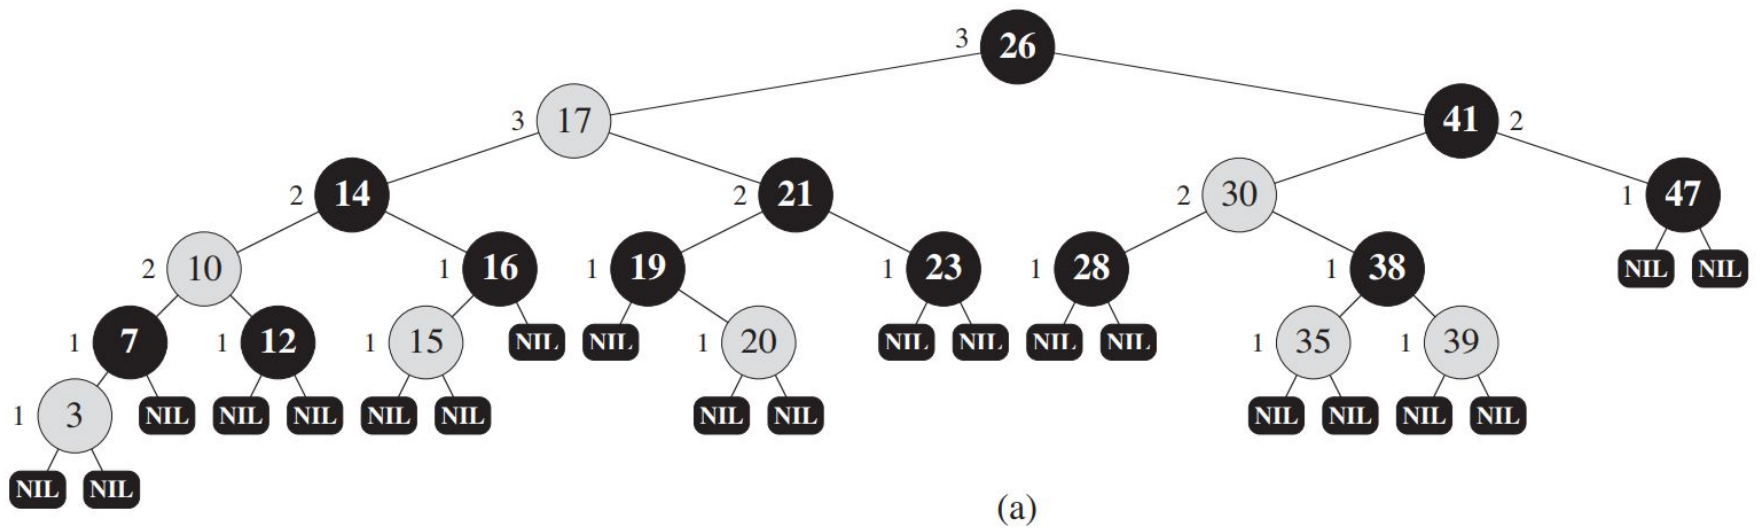 3 26
3 17 41 2
2 14 2 21 2 30 1 47
2 10 1 16 1 19 1 23 1 28 1 38 NIL NIL
1 7 1 12 1 15 NIL NIL 1 20 NIL NIL NIL NIL 1 35 1 39
1 3 NIL NIL NIL NIL NIL NIL NIL NIL NIL NIL NIL
NIL NIL
(a)